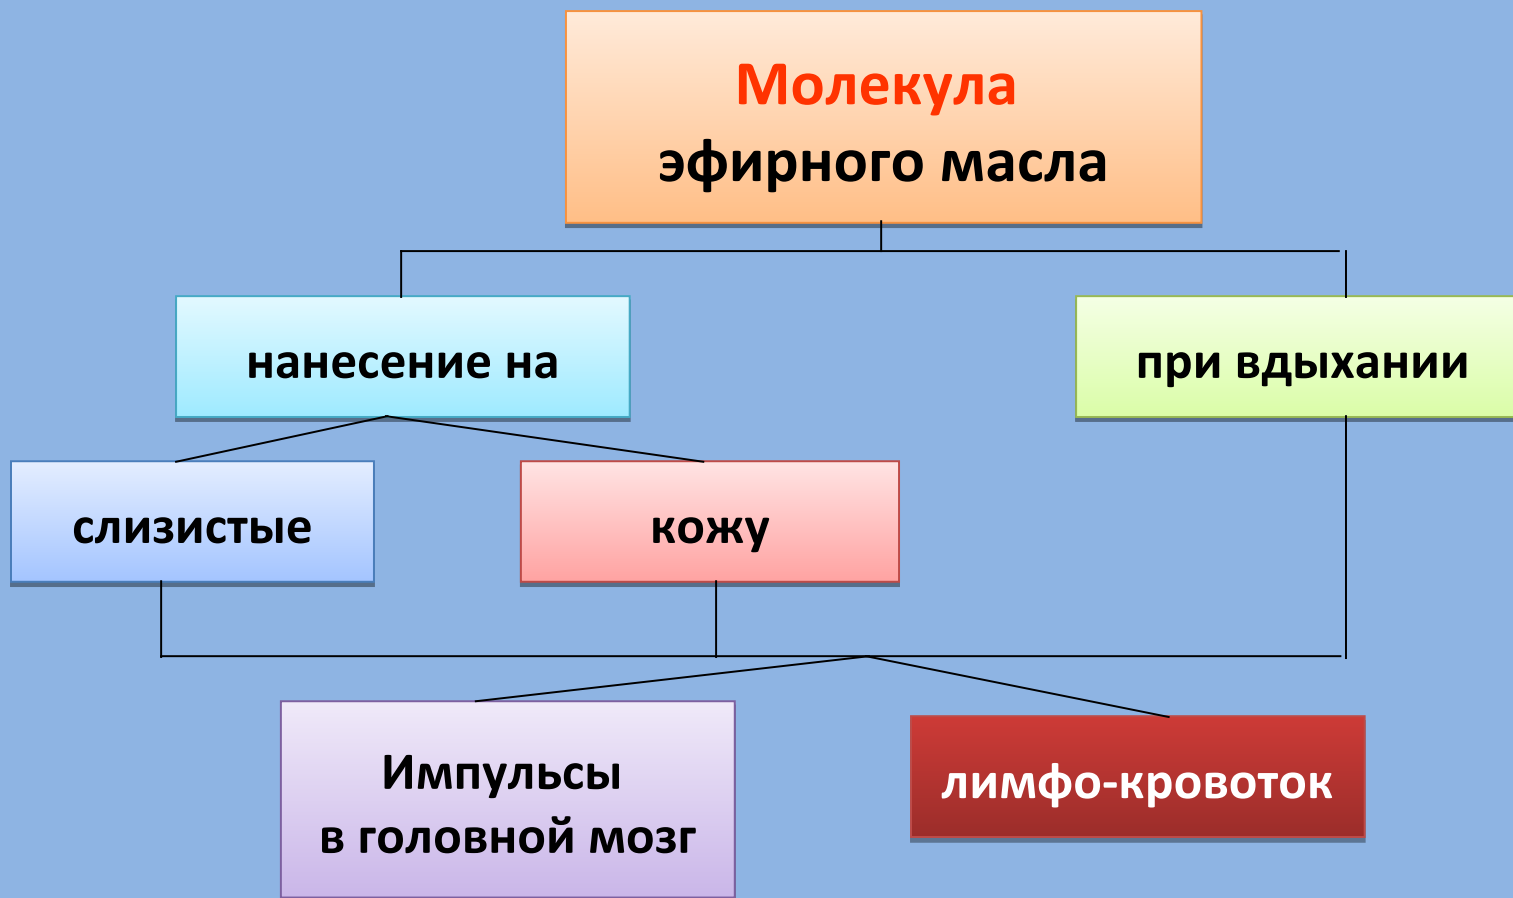 Молекула
эфирного масла
нанесение на
при вдыхании
слизистые
кожу
Импульсы
в головной мозг
лимфо-кровоток